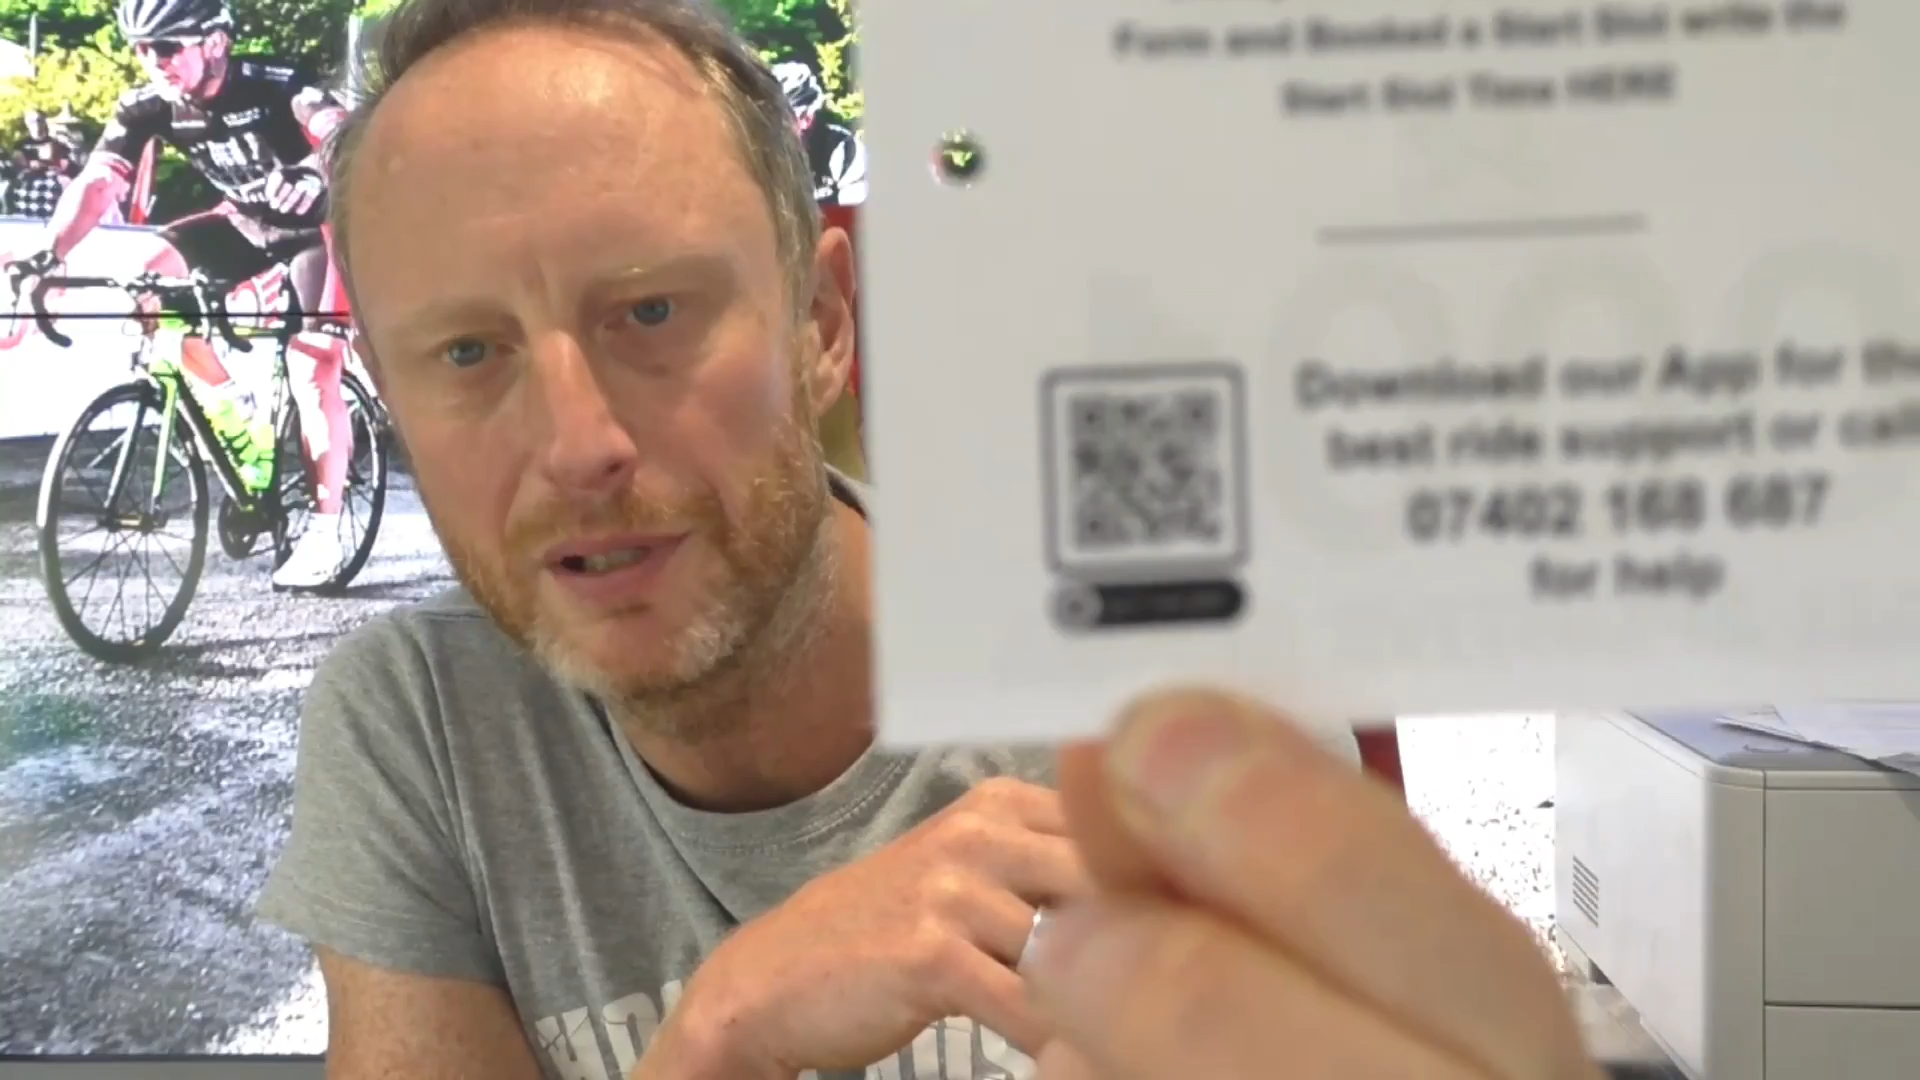 Form and Booked a Start Slot write the
Start Slot Time HERE
Download our App for the
best ride support or call
07402 168 687
for help